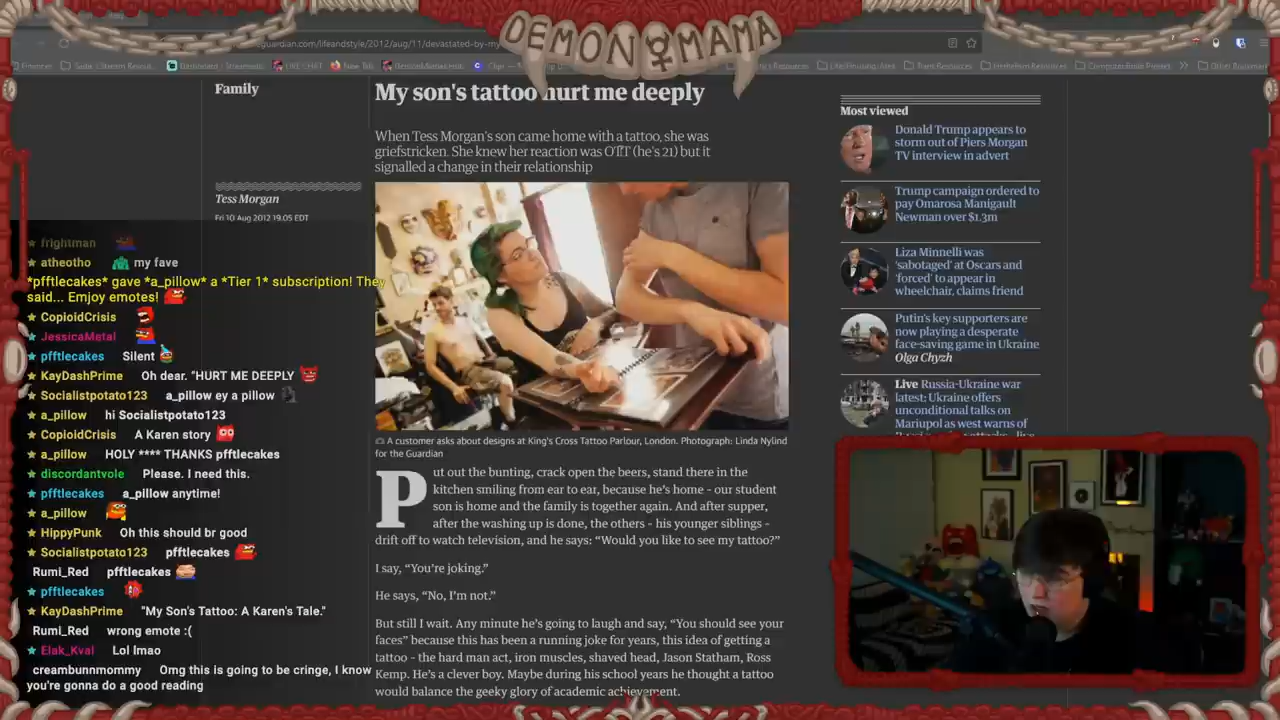 DEMON MAMA
guardian.com/lifeandstyle/2012/aug/11/devastated-by-my
Family
My son's tattoo hurt me deeply
When Tess Morgan's son came home with a tattoo, she was
griefstricken. She knew her reaction was OTT (he's 21) but it
signalled a change in their relationship
Tess Morgan
Fri 10 Aug 2012 19.05 EDT
A customer asks about designs at King's Cross Tattoo Parlour, London. Photograph: Linda Nylind
for the Guardian
Put out the bunting, crack open the beers, stand there in the
kitchen smiling from ear to ear, because he's home – our student
son is home and the family is together again. And after supper,
after the washing up is done, the others – his younger siblings –
drift off to watch television, and he says: “Would you like to see my tattoo?”
I say, “You're joking.”
He says, “No, I'm not.”
But still I wait. Any minute he's going to laugh and say, “You should see your
faces” because this has been a running joke for years, this idea of getting a
tattoo – the hard man act, iron muscles, shaved head, Jason Statham, Ross
Kemp. He's a clever boy. Maybe during his school years he thought a tattoo
would balance the geeky glory of academic achievement.
Most viewed
Donald Trump appears to
storm out of Piers Morgan
TV interview in advert
Trump campaign ordered to
pay Omarosa Manigault
Newman over $1.3m
Liza Minnelli was
‘sabotaged’ at Oscars and
‘forced’ to appear in
wheelchair, claims friend
Putin's key supporters are
now playing a desperate
face-saving game in Ukraine
Olga Chyzh
Live Russia-Ukraine war
latest: Ukraine offers
unconditional talks on
Mariupol as west warns of
frightman
atheotho my fave
*pfftlecakes* gave *a_pillow* a *Tier 1* subscription! They
said... Emjoy emotes!
CopioidCrisis
JessicaMetal
pfftlecakes Silent
KayDashPrime Oh dear. "HURT ME DEEPLY
Socialistpotato123 a_pillow ey a pillow
a_pillow hi Socialistpotato123
CopioidCrisis A Karen story
a_pillow HOLY **** THANKS pfftlecakes
discordantvole Please. I need this.
pfftlecakes a_pillow anytime!
a_pillow
HippyPunk Oh this should br good
Socialistpotato123 pfftlecakes
Rumi_Red pfftlecakes
pfftlecakes
KayDashPrime "My Son's Tattoo: A Karen's Tale."
Rumi_Red wrong emote :(
Elak_Kval Lol lmao
creambunnmommy Omg this is going to be cringe, I know
you're gonna do a good reading